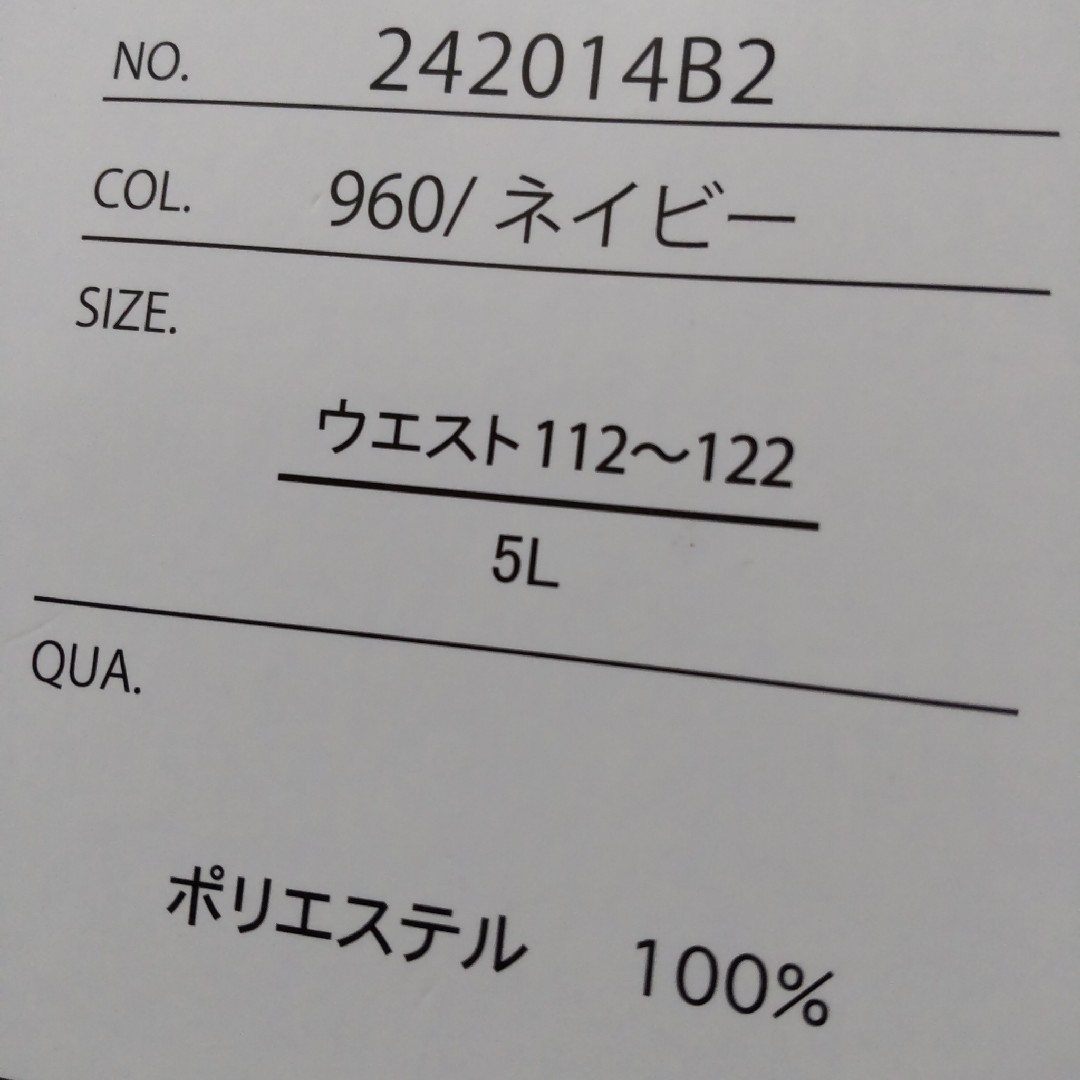 NO. 242014B2
COL. 960/ ネイビー
SIZE.
ウエスト112～122
5L
QUA.
ポリエステル 100%